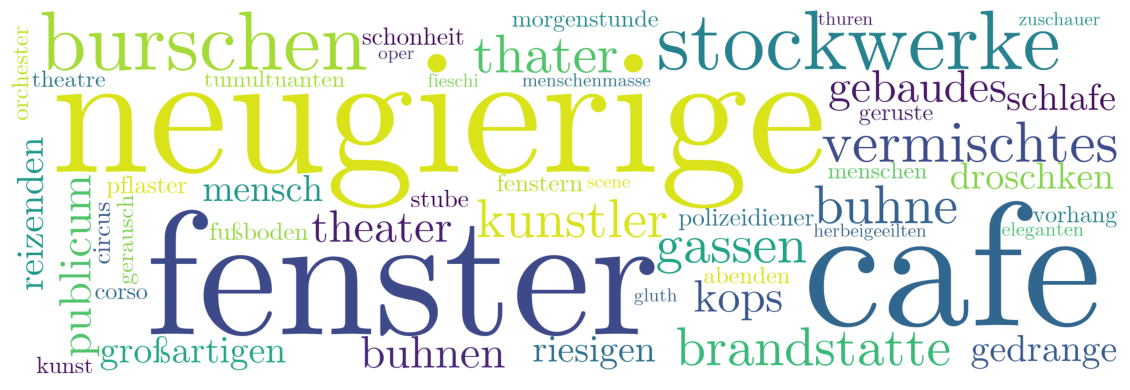 morgenstunde
thuren
zuschauer
burschen
schonheit
stockwerke
orchester
oper
thater
theatre
tumultuanten
fieschi
menschenmasse
neugierige
gebaudes
schlafe
geruste
vermischtes
reizenden
pflaster
mensch
fenstern
scene
menschen
droschken
publicum
stube
circus
gerausch
theater
kunstler
polizeidiener
buhne
vorhang
fußboden
herbeigeeilten
eleganten
fenster
gassen
cafe
abenden
corso
gluth
kops
kunst
großartigen
buhnen
riesigen
brandstatte
gedrange